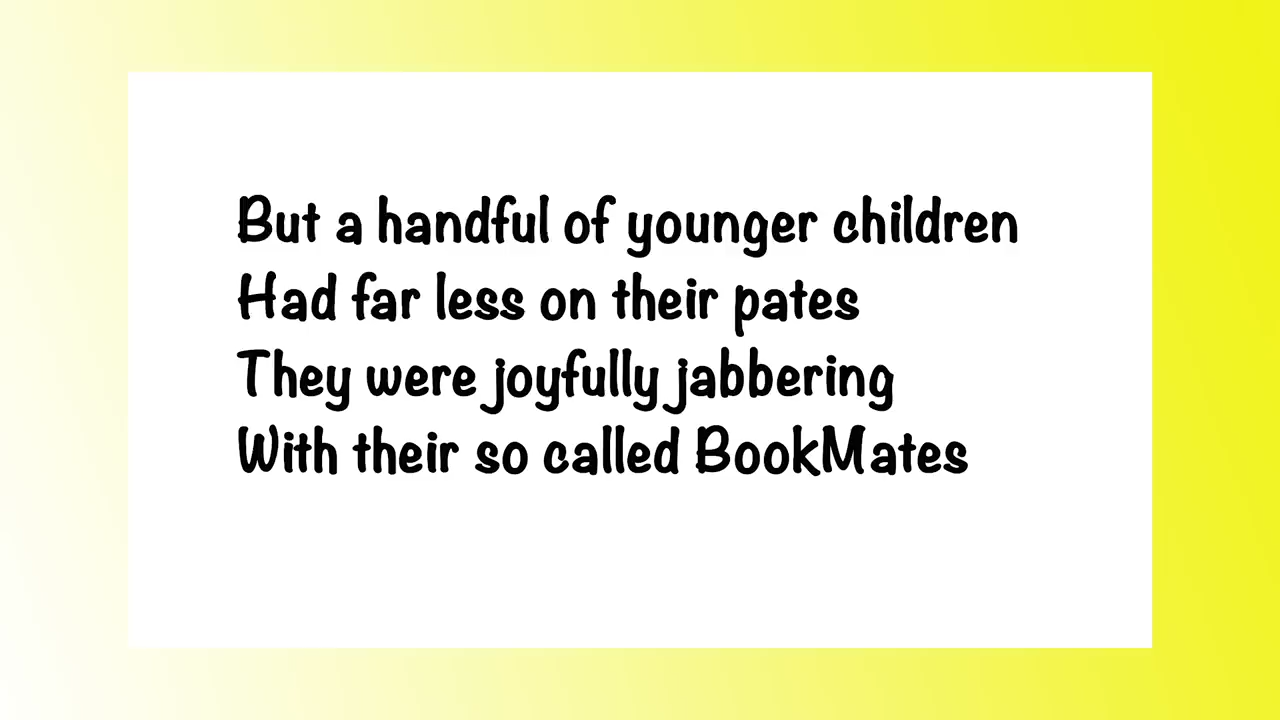 But a handful of younger children
Had far less on their pates
They were joyfully jabbering
With their so called BookMates